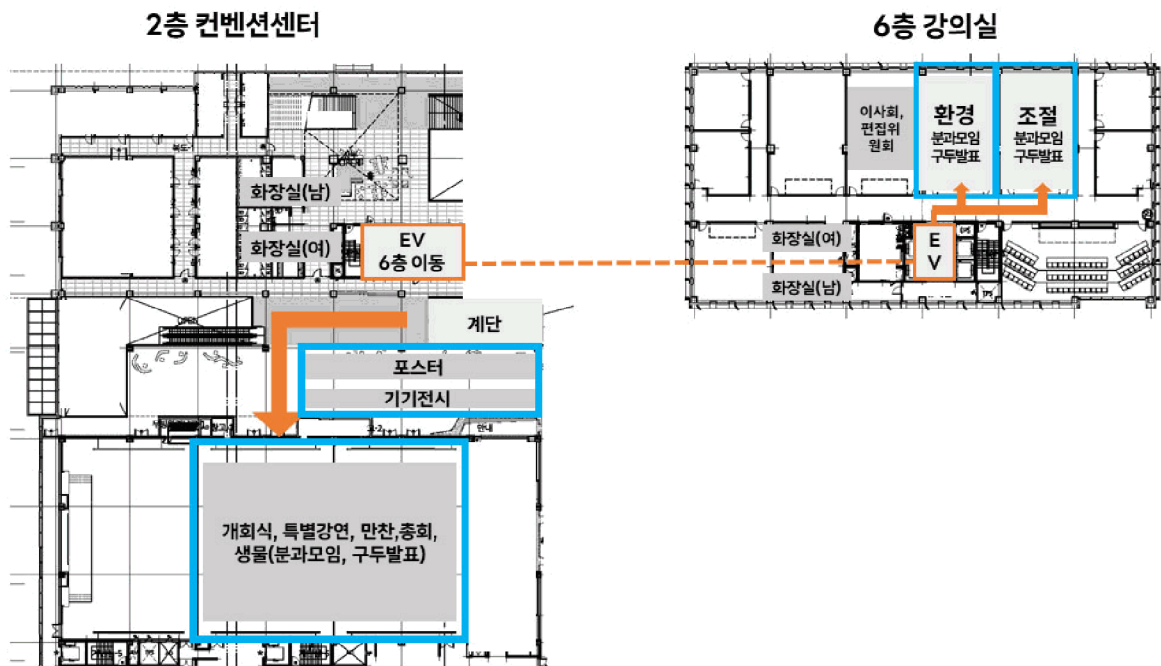 2층 컨벤션센터
6층 강의실
복도
화장실(남)
화장실(여)
EV
6층 이동
계단
포스터
기기전시
안내
개회식, 특별강연, 만찬,총회,
생물(분과모임, 구두발표)
이사회,
편집위
원회
환경
분과모임
구두발표
조절
분과모임
구두발표
화장실(여)
화장실(남)
E
V